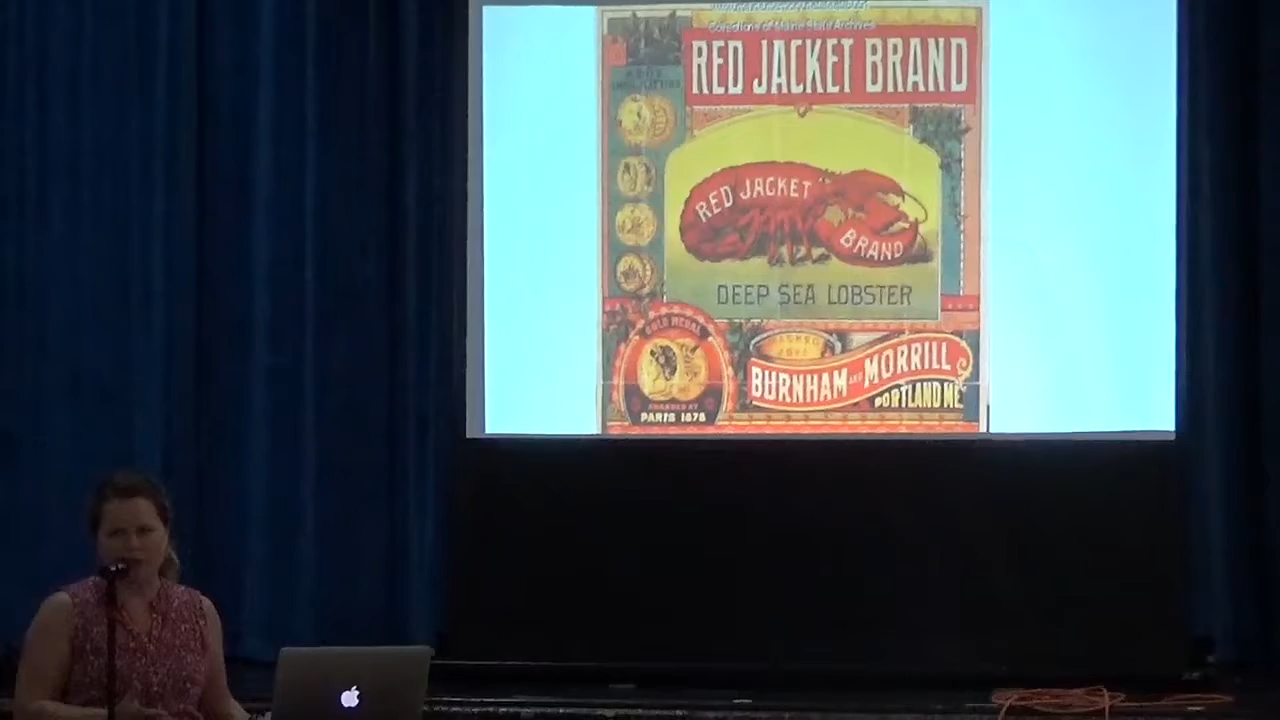 Collections of Maine State Archives
RED JACKET BRAND
RED JACKET
BRAND
DEEP SEA LOBSTER
GOLD MEDAL
BURNHAM AND MORRILL
PORTLAND ME.
AWARDED AT
PARIS 1878